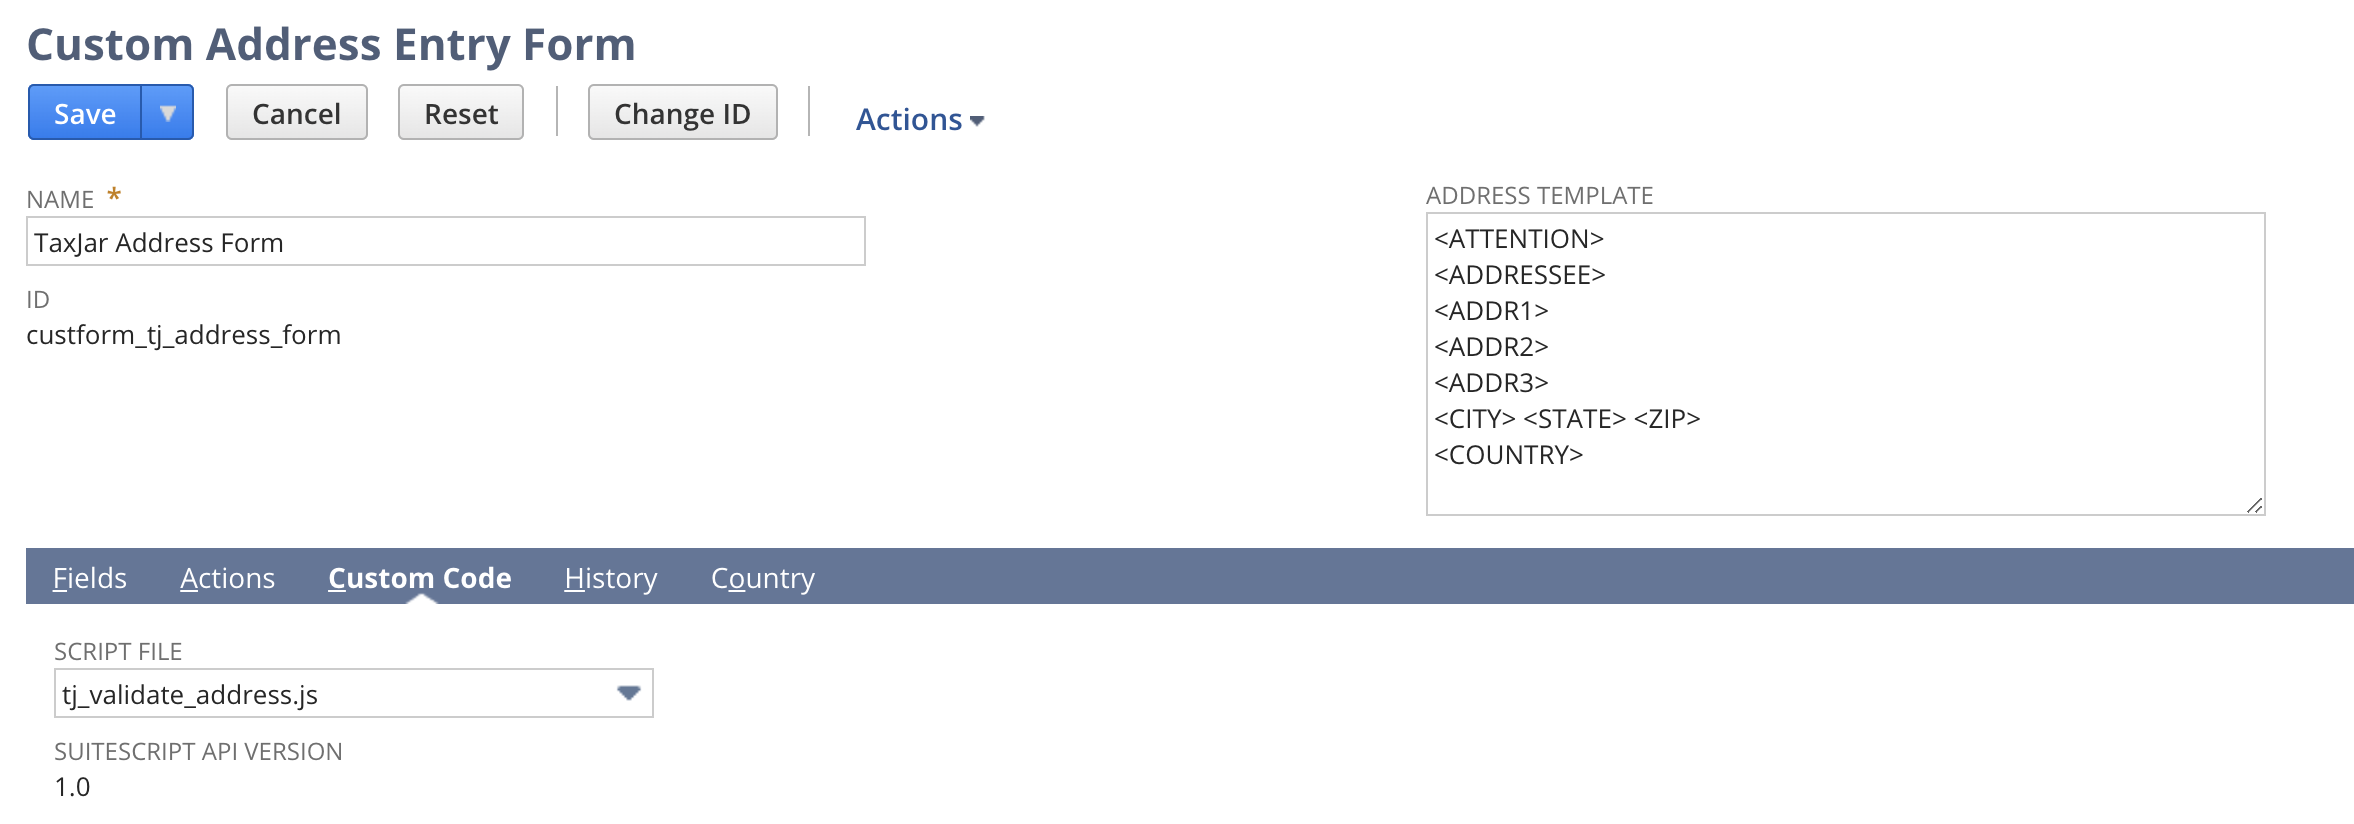 Custom Address Entry Form
Save Cancel Reset Change ID Actions
NAME *
TaxJar Address Form
ID
custform_tj_address_form
ADDRESS TEMPLATE
<ATTENTION>
<ADDRESSEE>
<ADDR1>
<ADDR2>
<ADDR3>
<CITY> <STATE> <ZIP>
<COUNTRY>
Fields Actions Custom Code History Country
SCRIPT FILE
tj_validate_address.js
SUITESCRIPT API VERSION
1.0